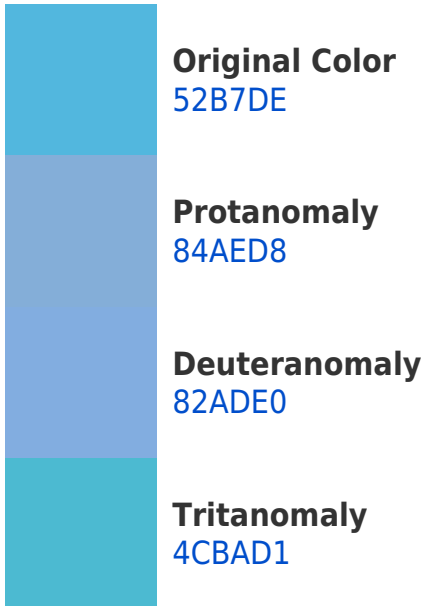 Original Color
52B7DE
Protanomaly
84AED8
Deuteranomaly
82ADE0
Tritanomaly
4CBAD1